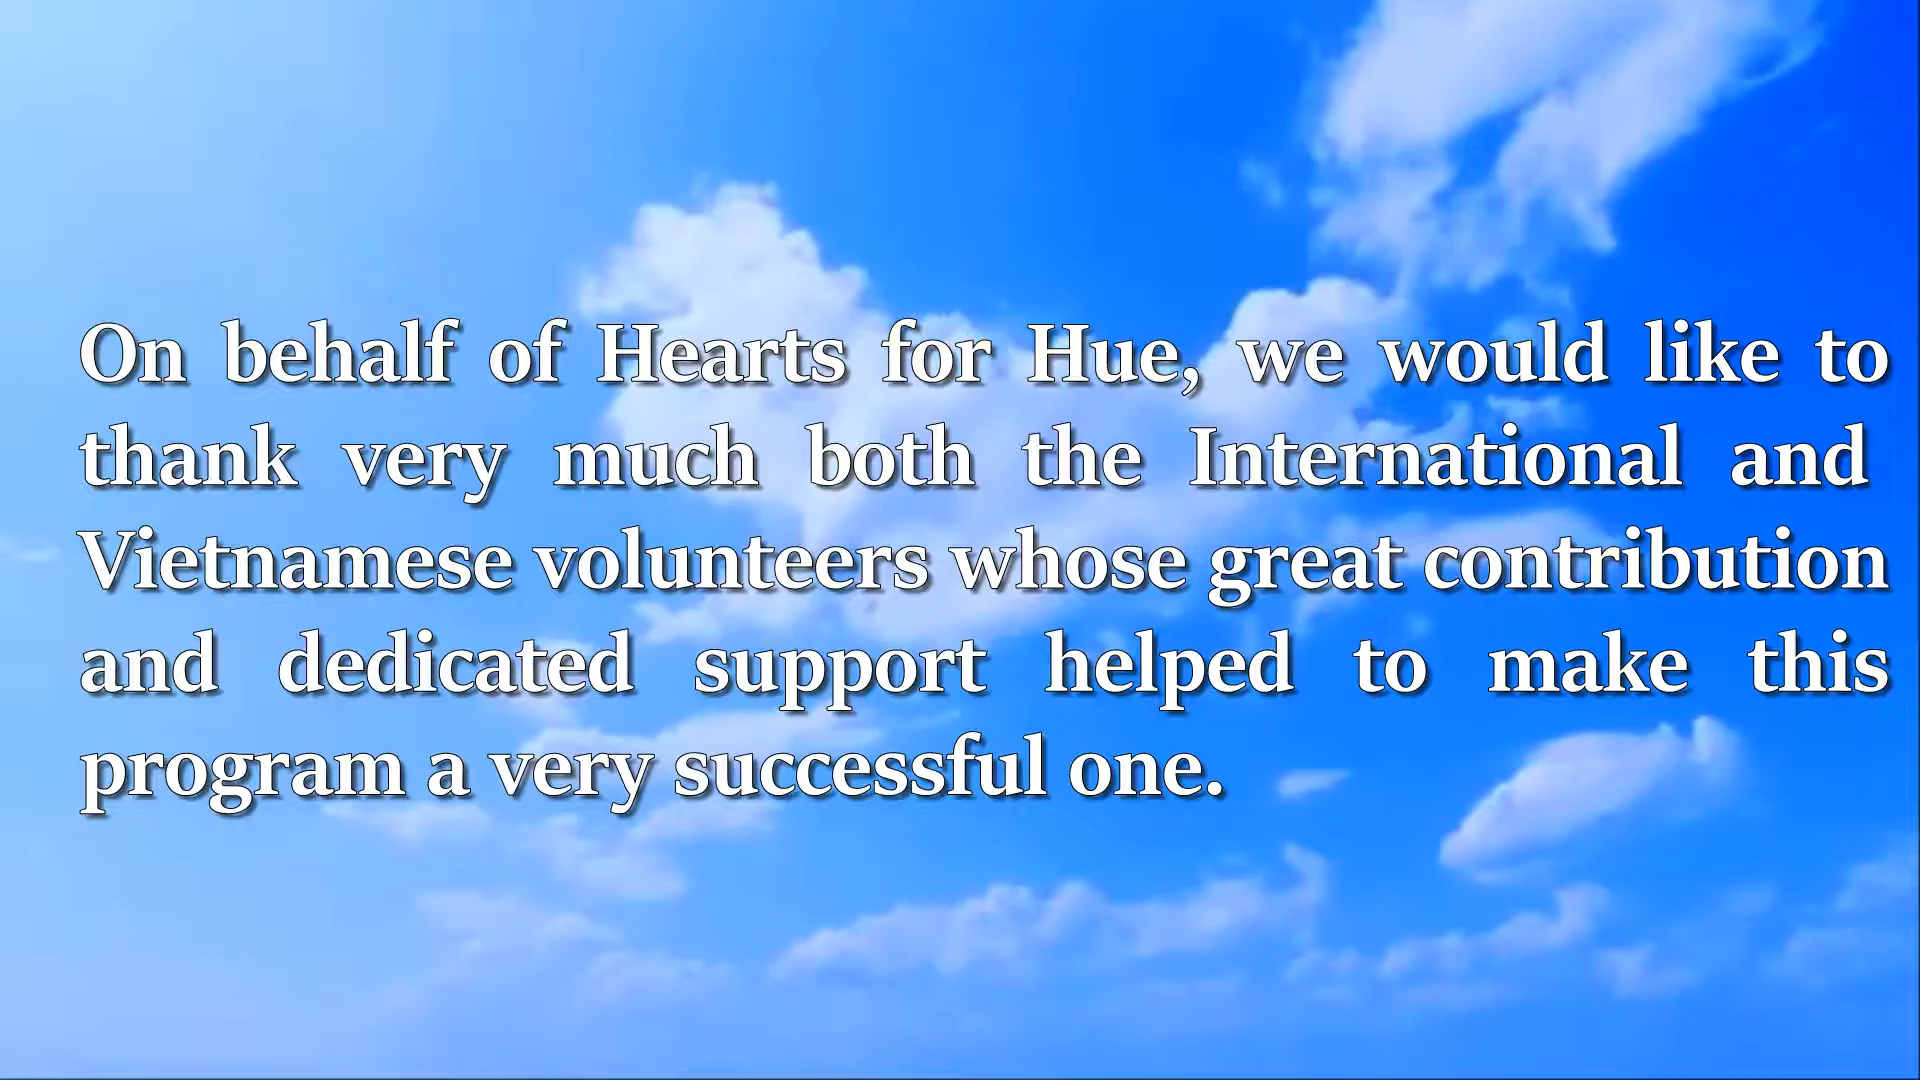 On behalf of Hearts for Hue, we would like to
thank very much both the International and
Vietnamese volunteers whose great contribution
and dedicated support helped to make this
program a very successful one.